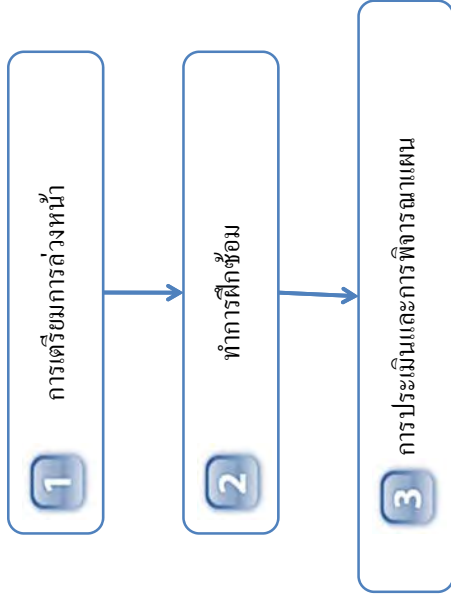 1 การเตรียมการล่วงหน้า
2 ทำการฝึกซ้อม
3 การประเมินและการพิจารณาแผน